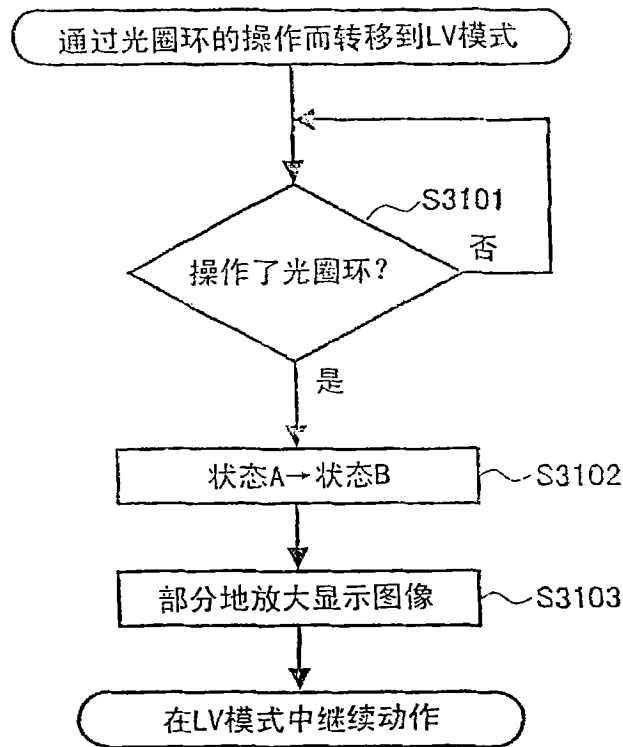 通过光圈环的操作而转移到LV模式
S3101
操作了光圈环?
否
是
状态A→状态B
S3102
部分地放大显示图像
S3103
在LV模式中继续动作